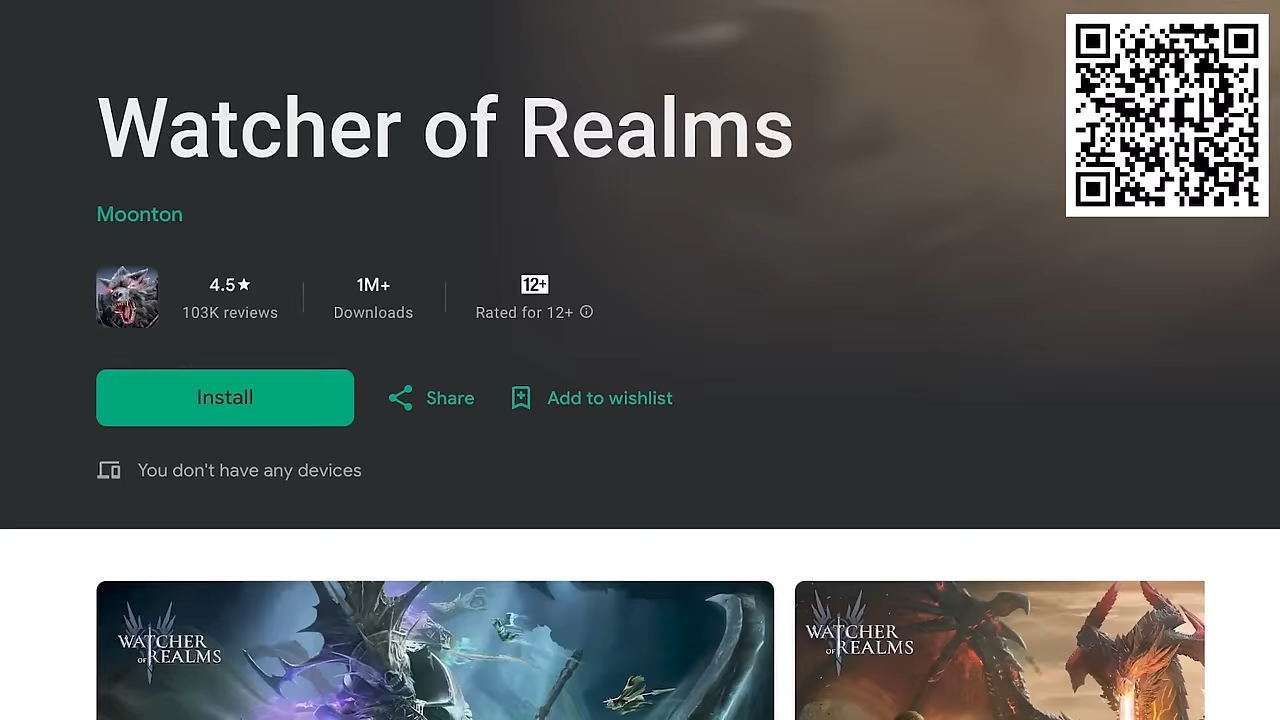 Watcher of Realms
Moonton
4.5★
103K reviews
1M+
Downloads
12+
Rated for 12+
Install
Share
Add to wishlist
You don't have any devices
WATCHER
OF REALMS
WATCHER
OF REALMS